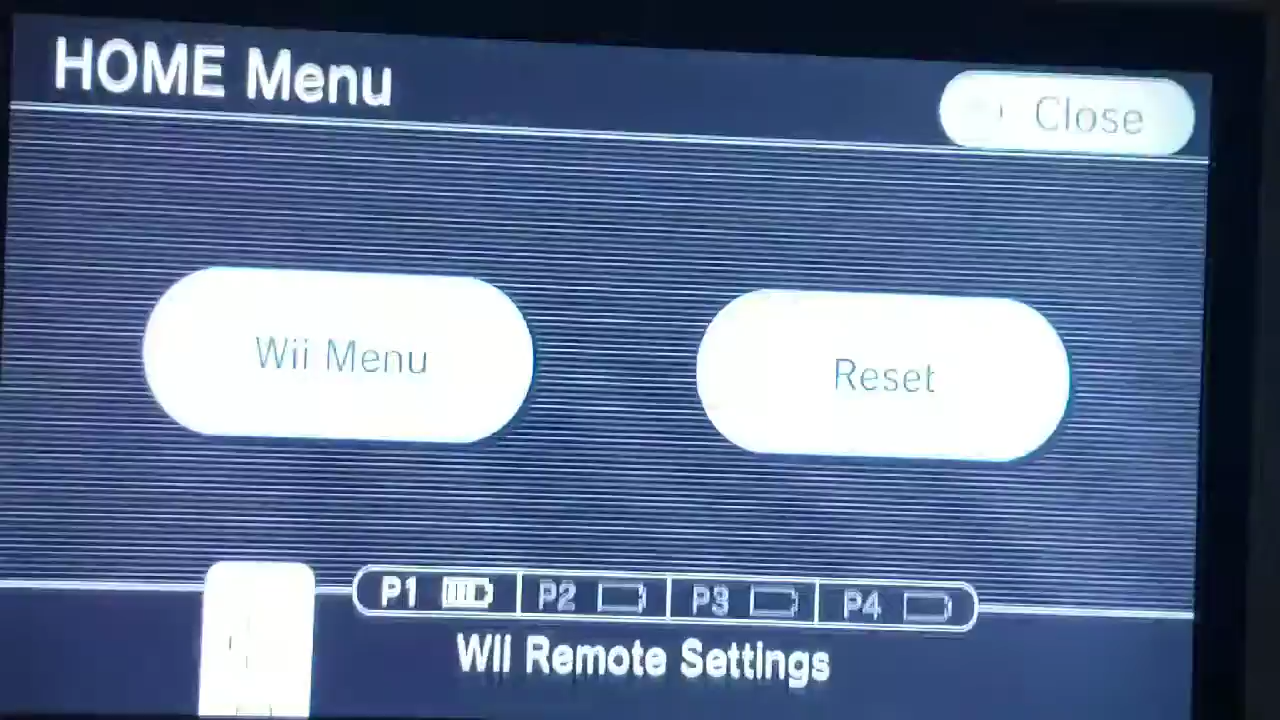 HOME Menu
Close
Wii Menu
Reset
P1 P2 P3 P4
Wii Remote Settings